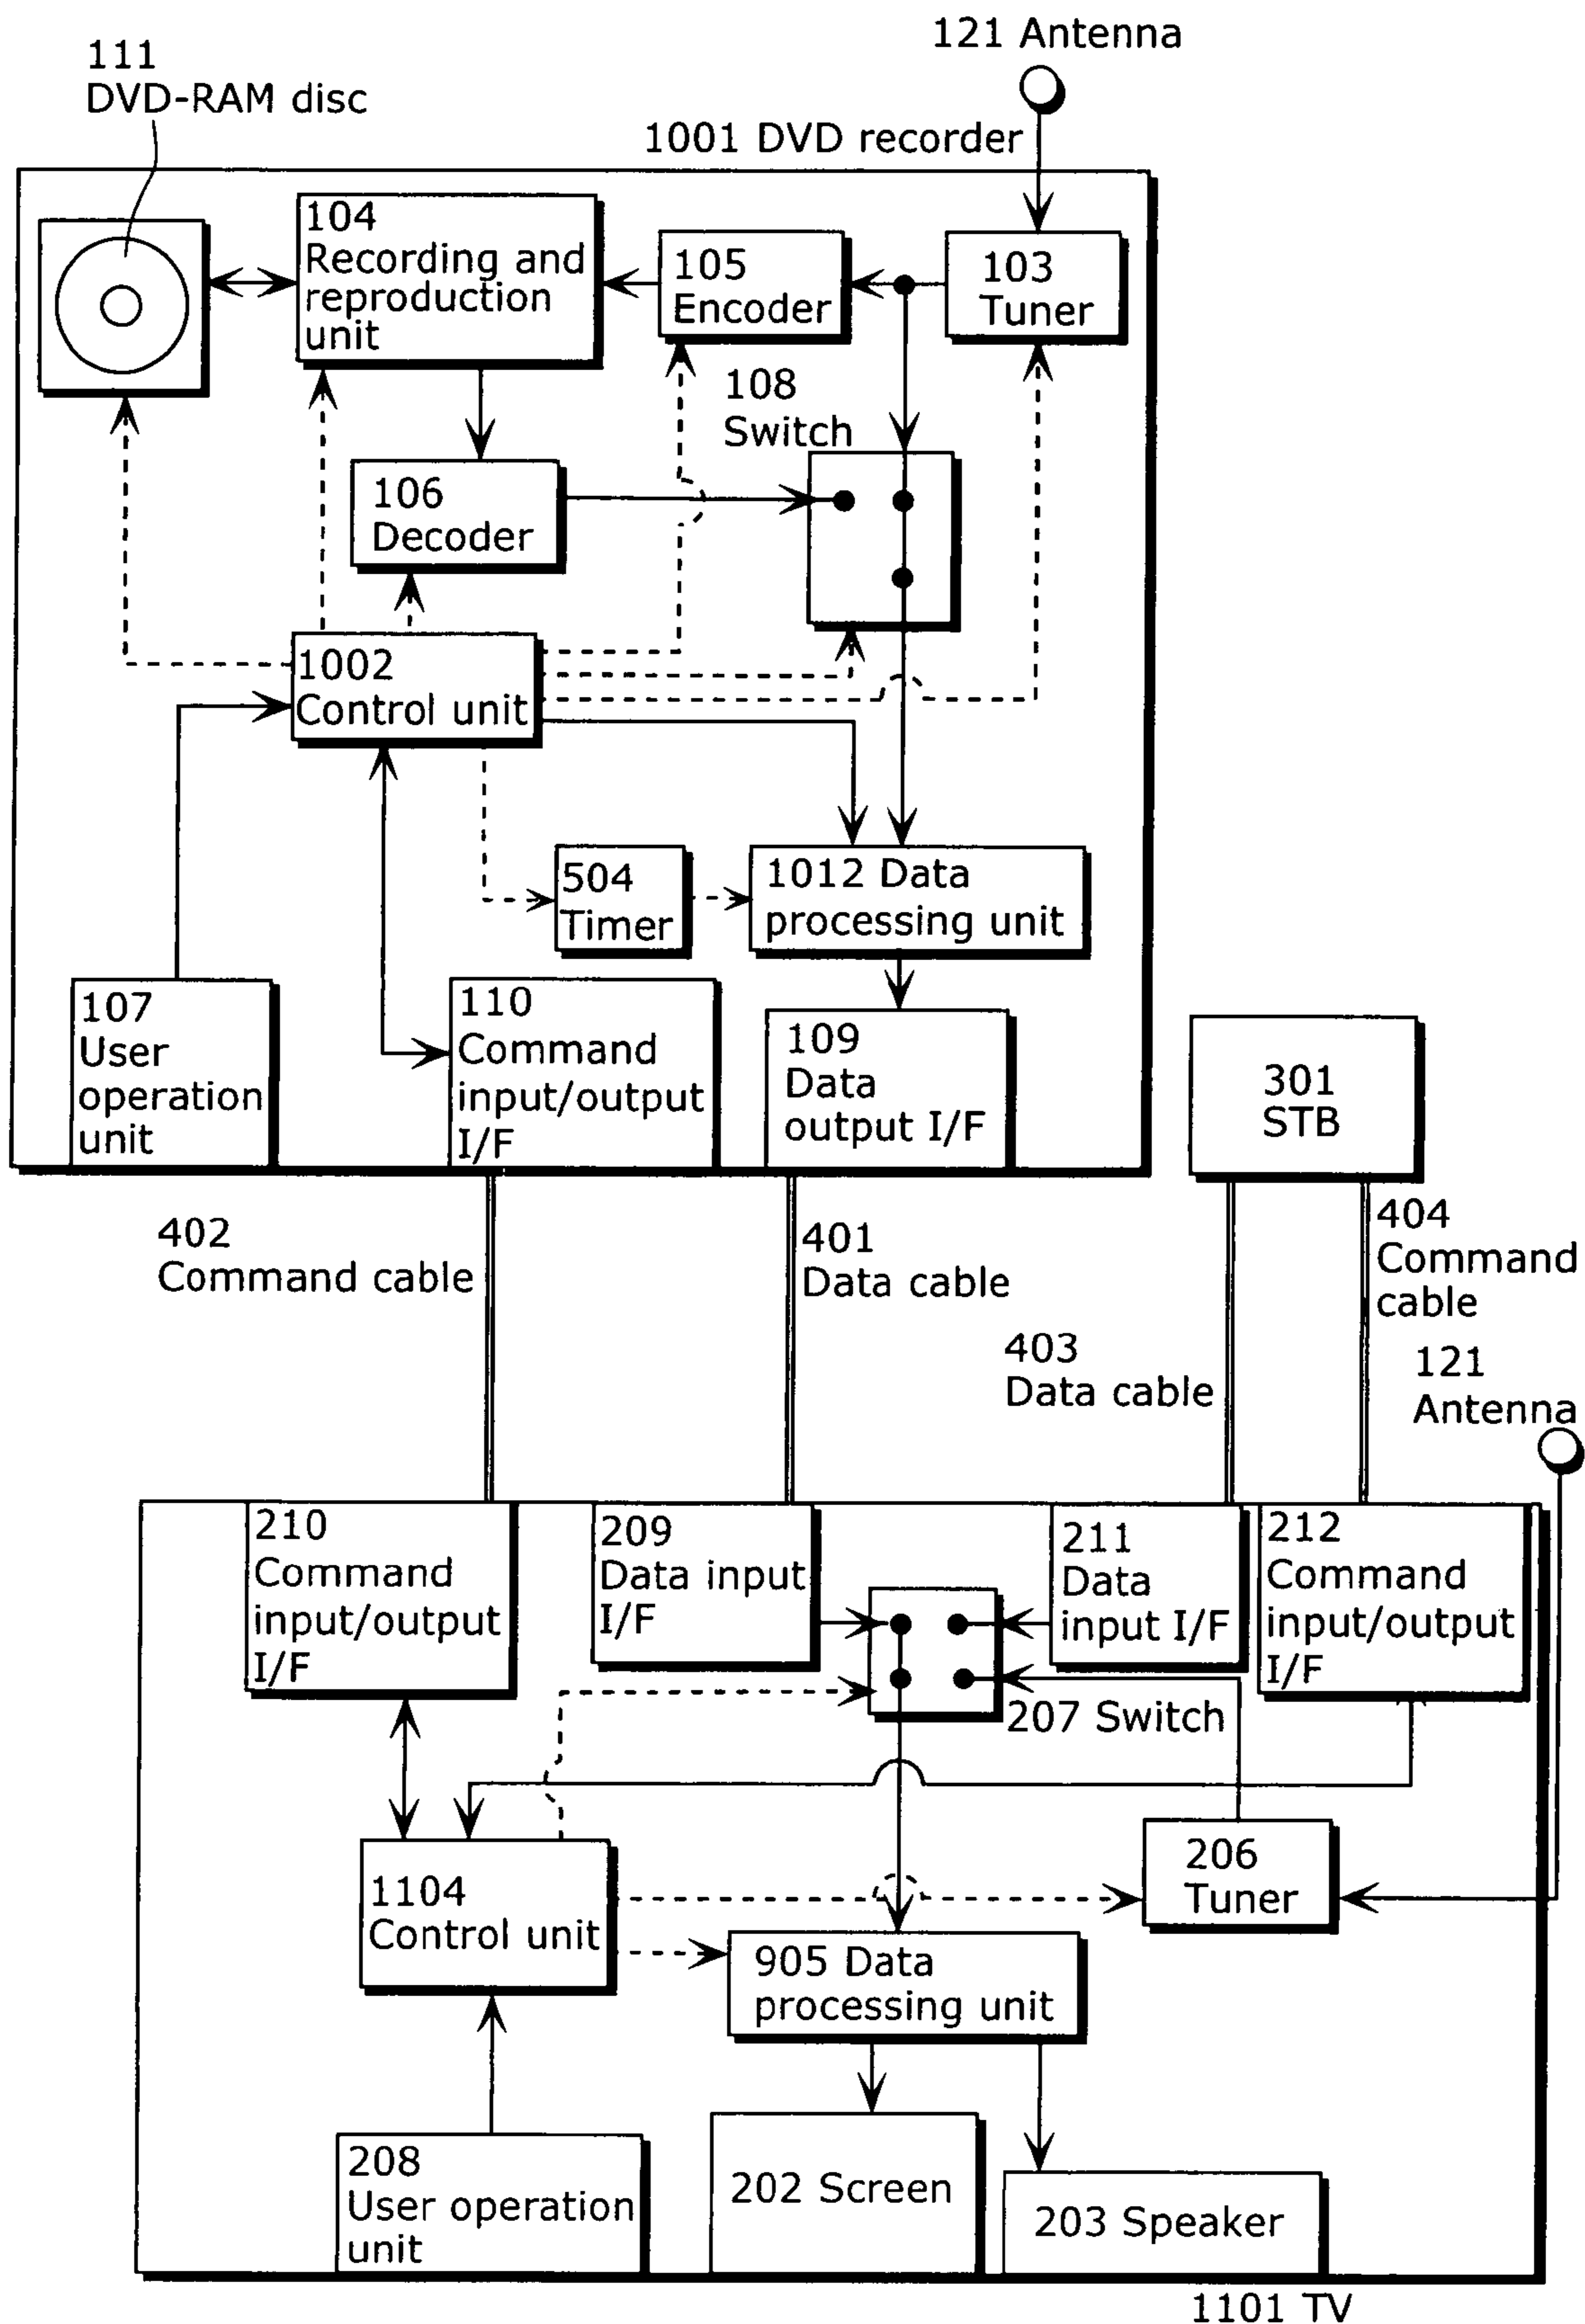 121 Antenna
111
DVD-RAM disc
1001 DVD recorder
104
Recording and
reproduction
unit
105
Encoder
103
Tuner
108
Switch
106
Decoder
1002
Control unit
504
Timer
1012 Data
processing unit
107
User
operation
unit
110
Command
input/output
I/F
109
Data
output I/F
301
STB
402
Command cable
401
Data cable
404
Command
cable
403
Data cable
121
Antenna
210
Command
input/output
I/F
209
Data input
I/F
211
Data
input I/F
212
Command
input/output
I/F
207 Switch
206
Tuner
1104
Control unit
905 Data
processing unit
208
User operation
unit
202 Screen
203 Speaker
1101 TV